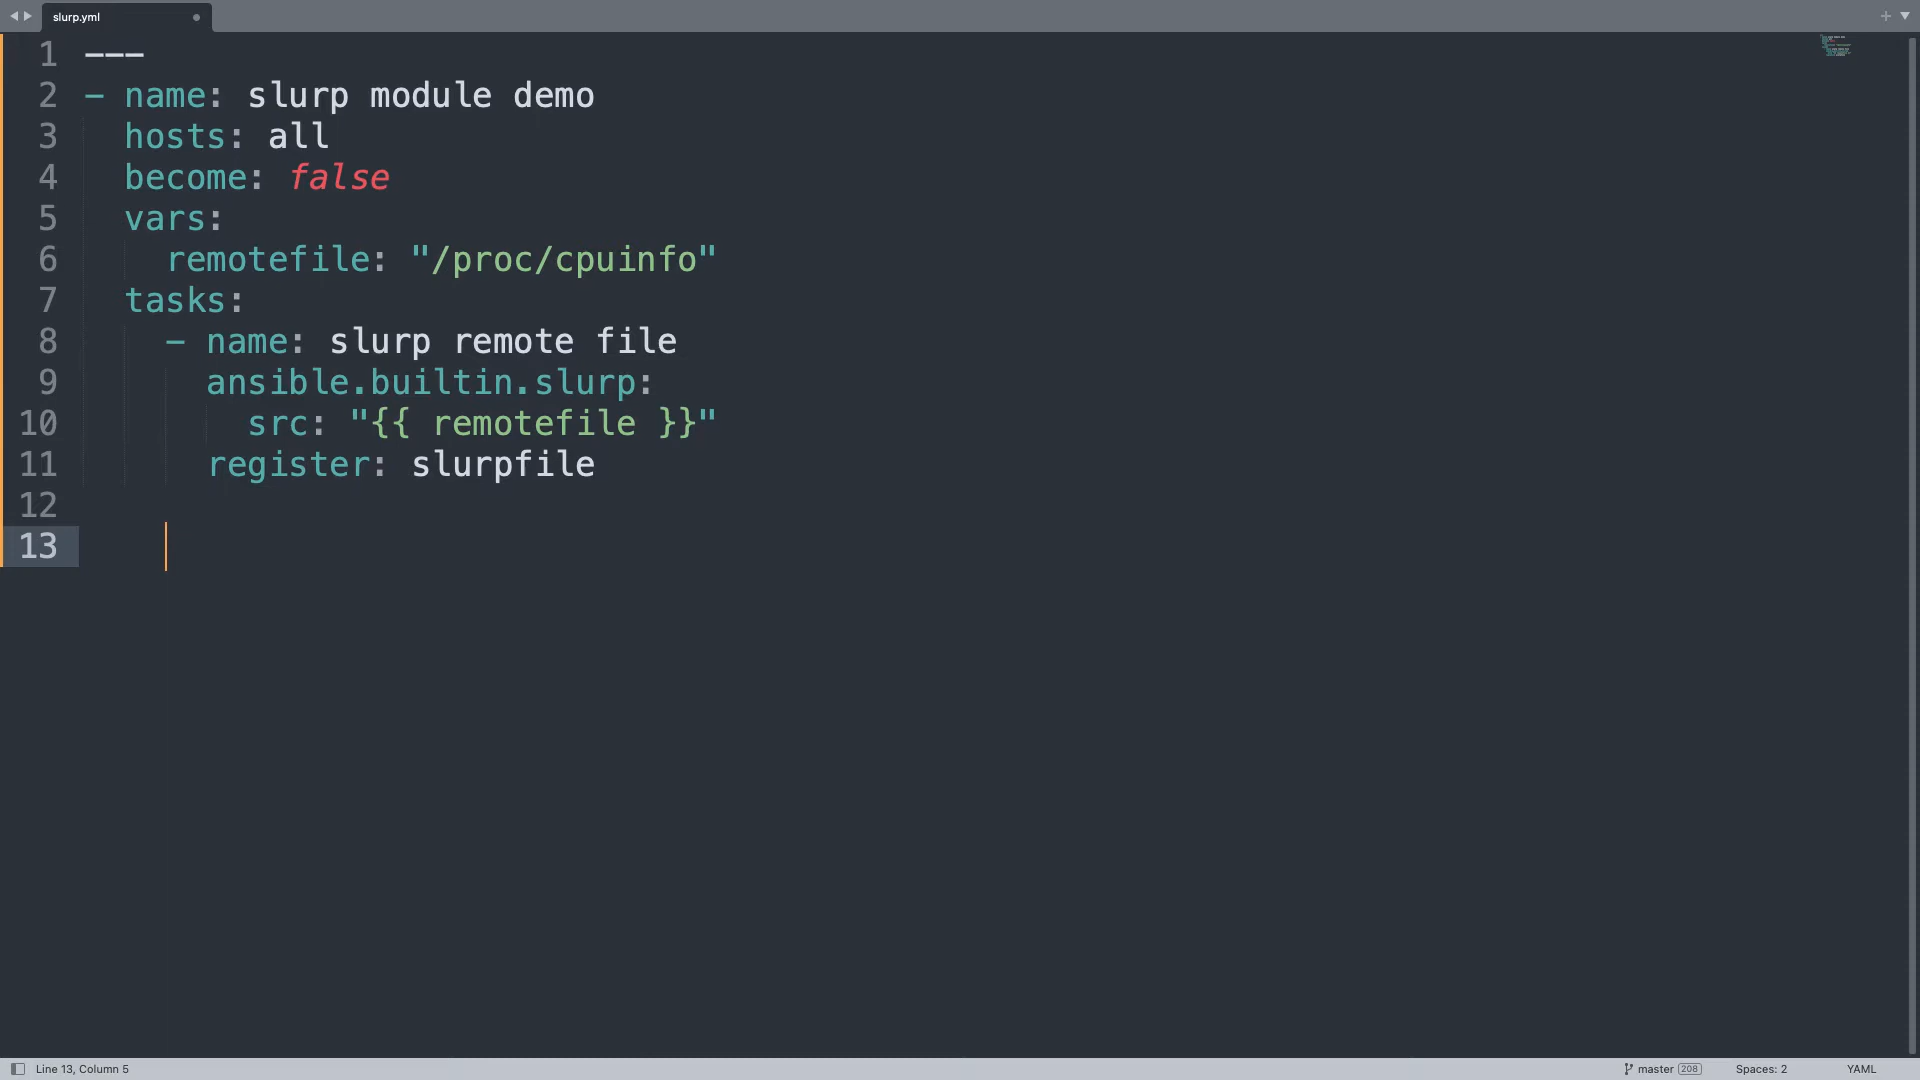 slurp.yml
1 ---
2 - name: slurp module demo
3   hosts: all
4   become: false
5   vars:
6     remotefile: "/proc/cpuinfo"
7   tasks:
8     - name: slurp remote file
9       ansible.builtin.slurp:
10         src: "{{ remotefile }}"
11       register: slurpfile
12
13
Line 13, Column 5 master 208 Spaces: 2 YAML